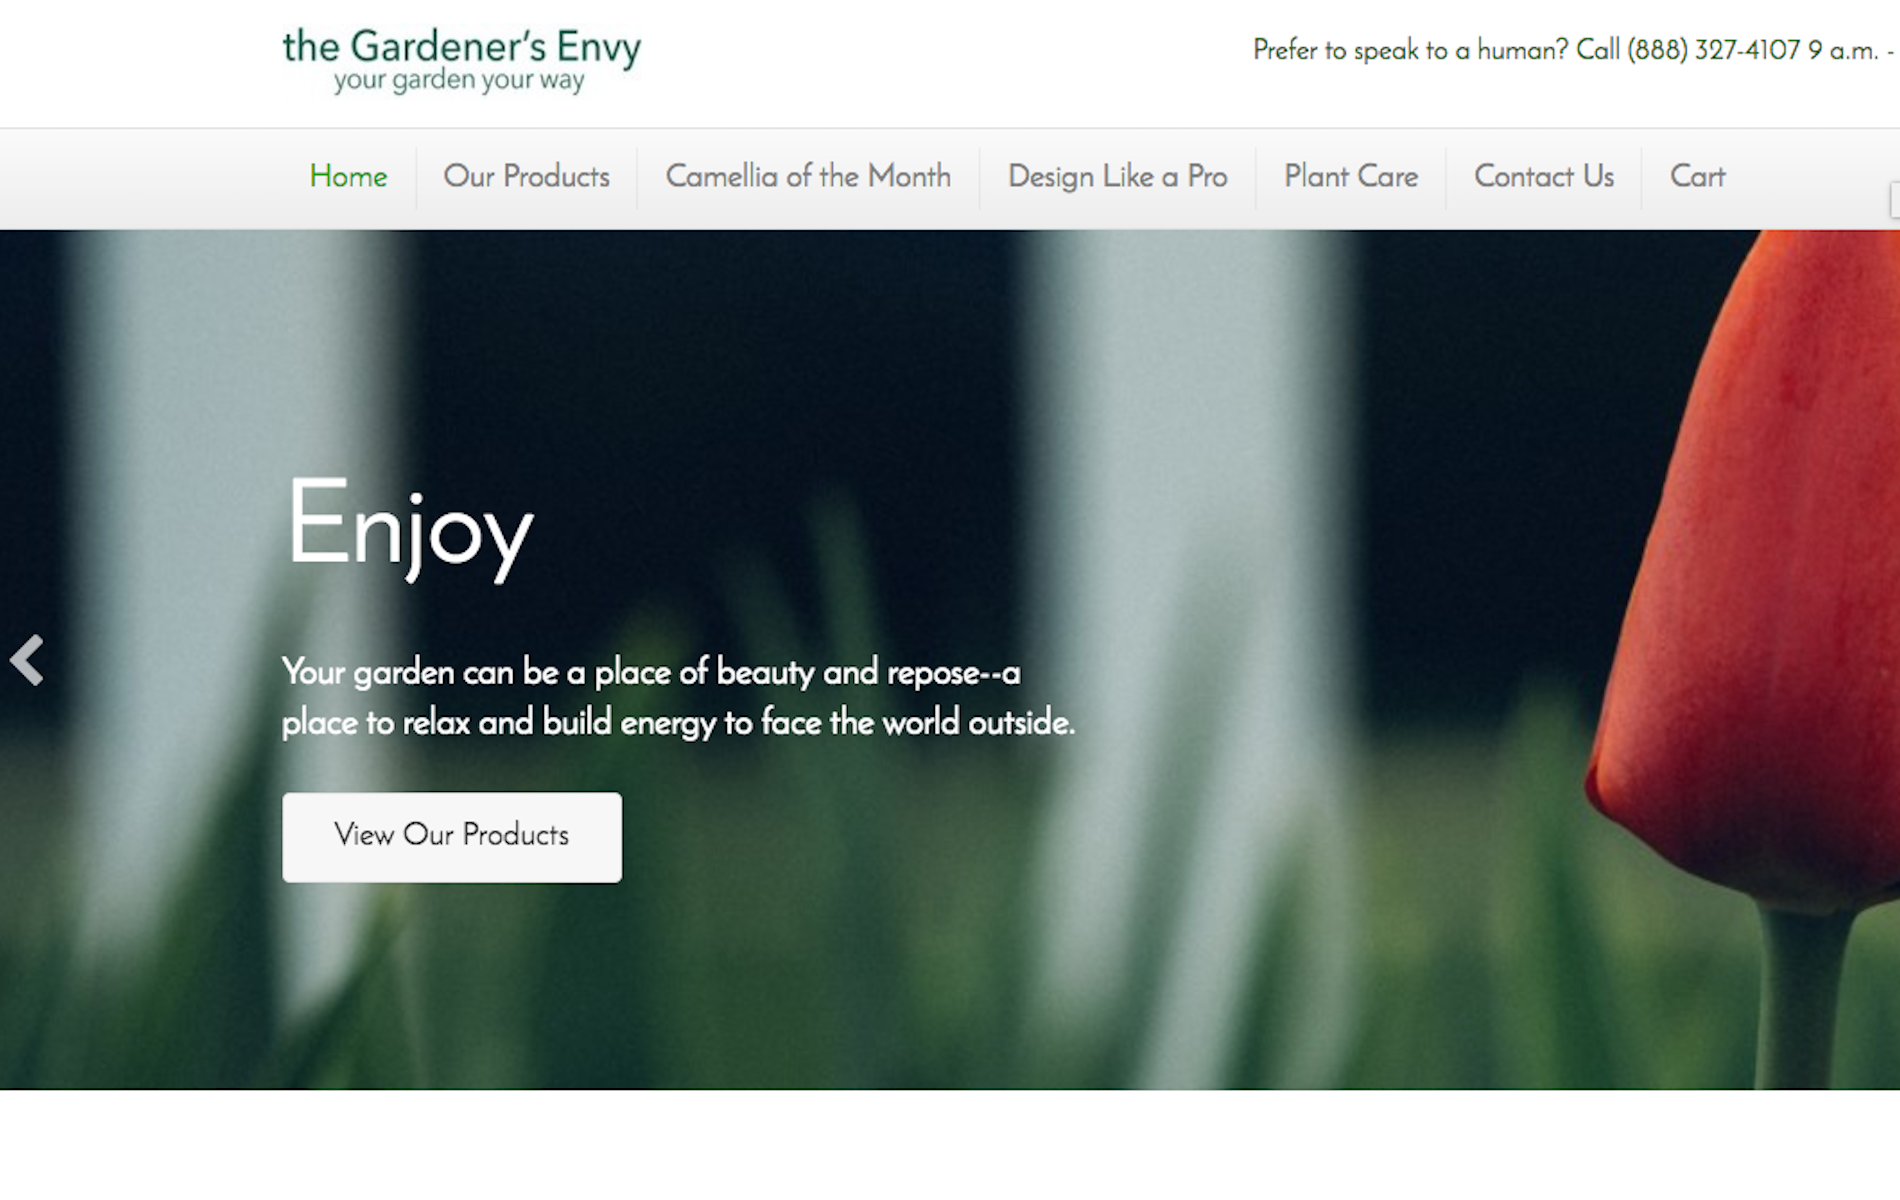 the Gardener's Envy
your garden your way
Prefer to speak to a human? Call (888) 327-4107 9 a.m. -
Home
Our Products
Camellia of the Month
Design Like a Pro
Plant Care
Contact Us
Cart
Enjoy
Your garden can be a place of beauty and repose--a
place to relax and build energy to face the world outside.
View Our Products